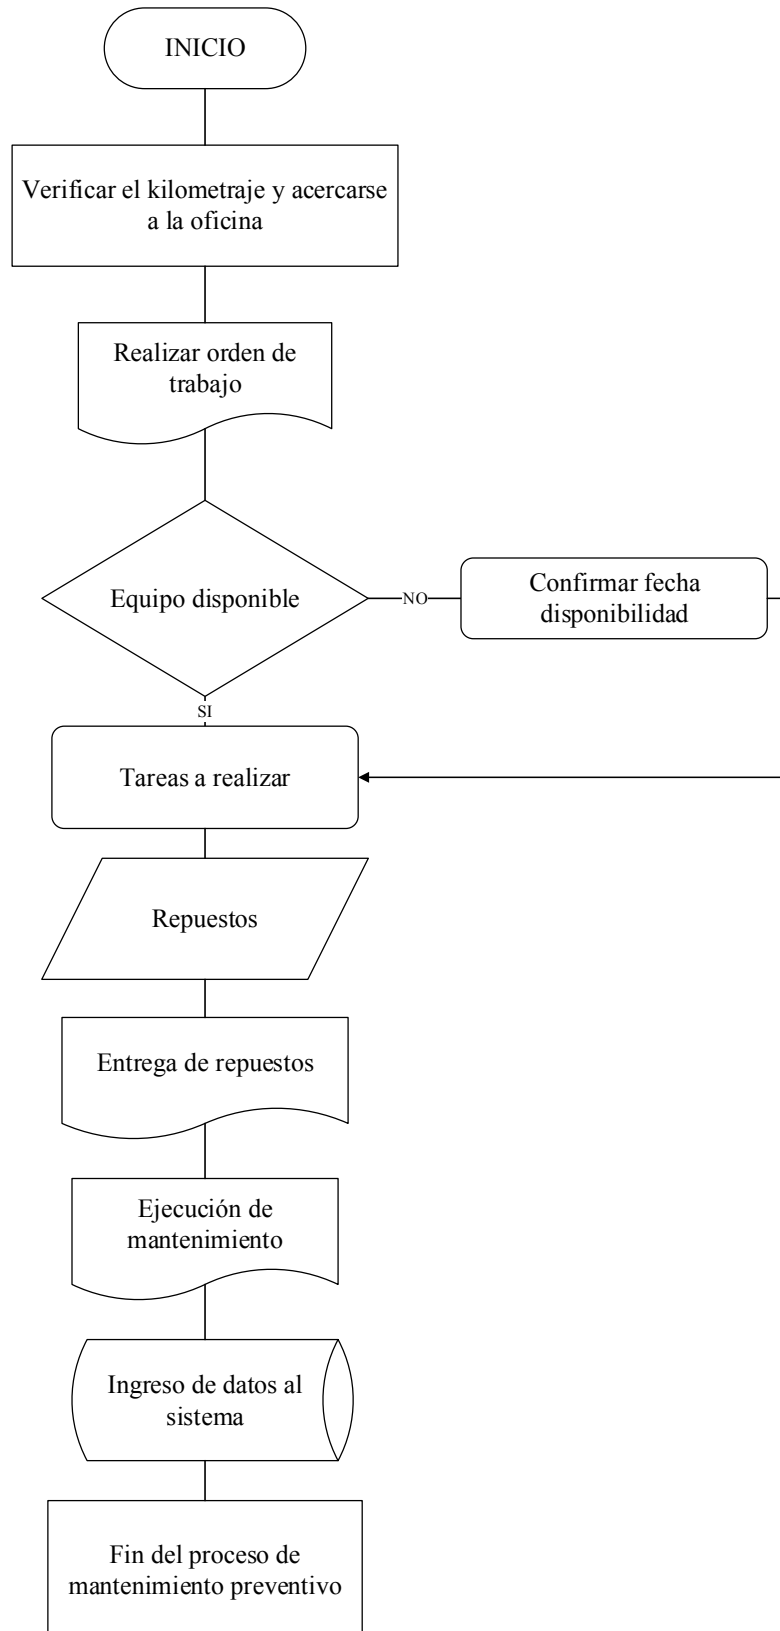 INICIO
Verificar el kilometraje y acercarse
a la oficina
Realizar orden de
trabajo
Equipo disponible
NO
Confirmar fecha
disponibilidad
SI
Tareas a realizar
Repuestos
Entrega de repuestos
Ejecución de
mantenimiento
Ingreso de datos al
sistema
Fin del proceso de
mantenimiento preventivo